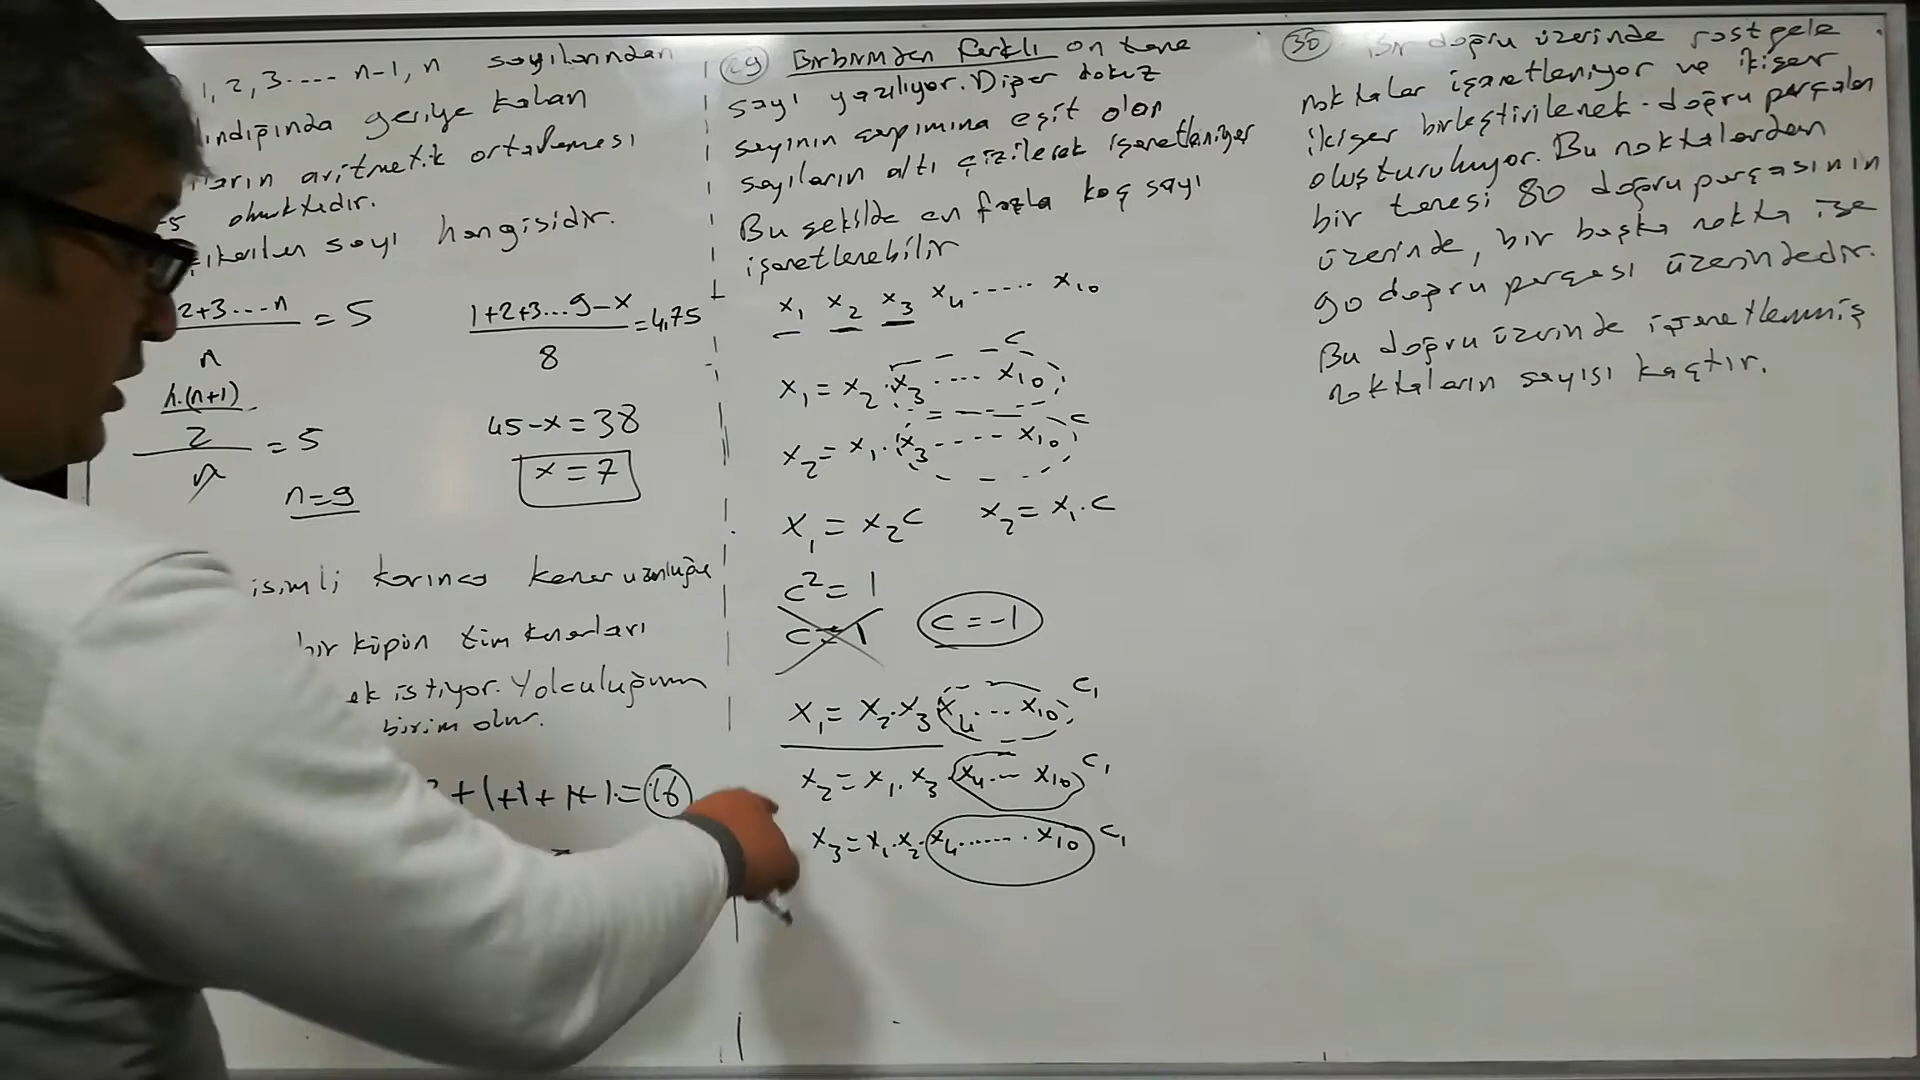 1, 2, 3 .... n-1, n sayılarından
lındığında geriye kalan
ların aritmetik ortalaması
olmaktadır.
çıkarılan sayı hangisidir.
2+3...n / n = 5
n.(n+1) / 2 / n = 5
n=9
1+2+3...9-x / 8 = 4,75
45-x=38
x=7
isimli karınca kenar uzunluğu
bir küpün tüm kenarları
ek istiyor. Yolculuğunun
birim olur.
+1+1+1+1=16
29 Birbirinden farklı on tane
sayı yazılıyor. Diğer dokuz
sayının çarpımına eşit olan
sayıların altı çizilerek işaretleniyor
Bu şekilde en fazla kaç sayı
işaretlenebilir
x₁ x₂ x₃ x₄ ..... x₁₀
x₁ = x₂ . x₃ .... x₁₀ c
x₂ = x₁ . x₃ ---- x₁₀ c
x₁ = x₂c x₂ = x₁.c
c² = 1
c = 1 c = -1
x₁ = x₂.x₃ x₄ ... x₁₀ c₁
x₂ = x₁.x₃ . x₄ ... x₁₀ c₁
x₃ = x₁.x₂.x₄ ...... x₁₀ c₁
30 Bir doğru üzerinde rastgele
noktalar işaretleniyor ve ikişer
ikişer birleştirilerek doğru parçaları
oluşturuluyor. Bu noktalardan
bir tanesi 80 doğru parçasının
üzerinde, bir başka nokta ise
90 doğru parçası üzerindedir.
Bu doğru üzerinde işaretlenmiş
noktaların sayısı kaçtır.